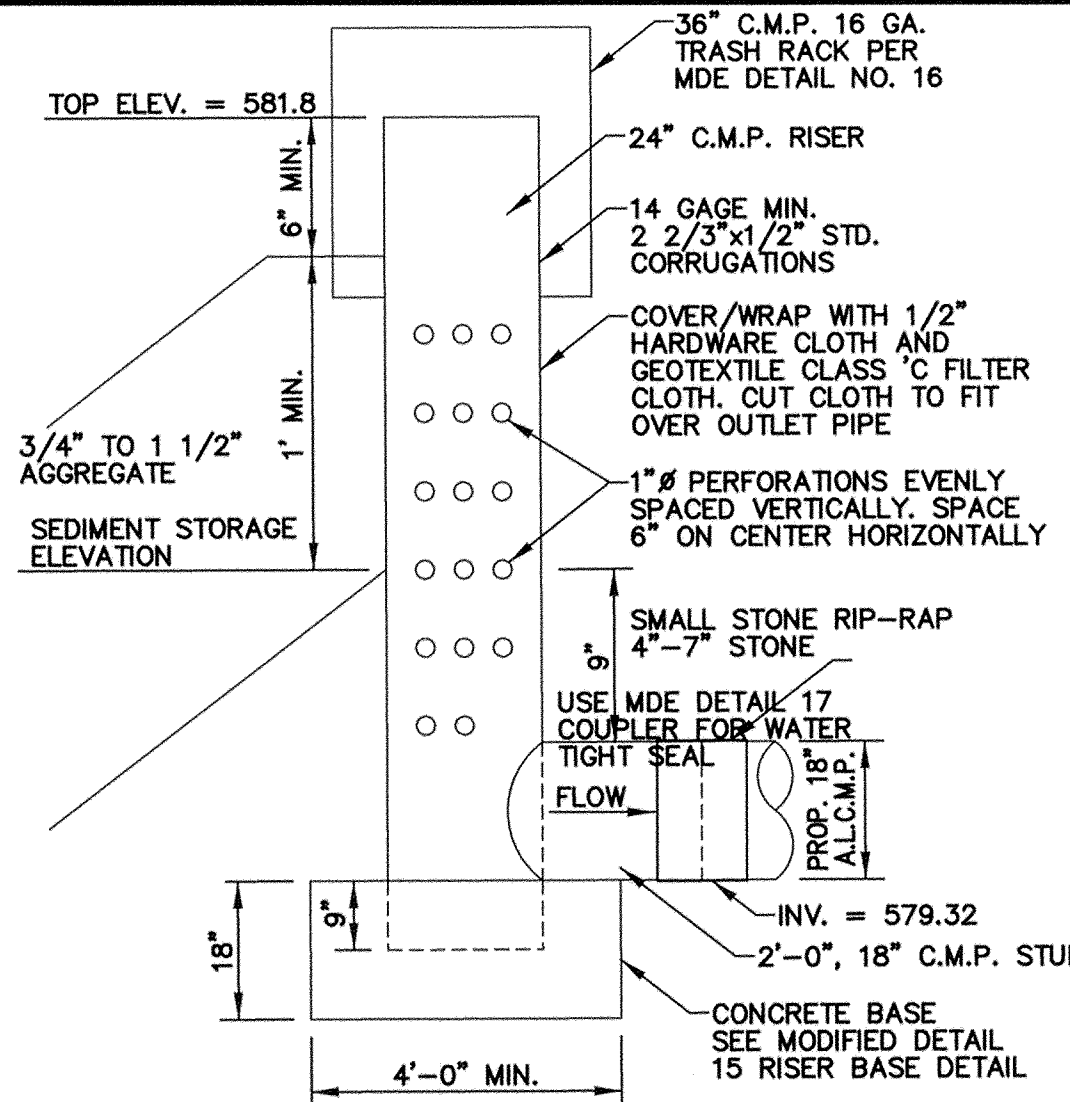 36" C.M.P. 16 GA.
TRASH RACK PER
MDE DETAIL NO. 16
TOP ELEV. = 581.8
24" C.M.P. RISER
6" MIN.
14 GAGE MIN.
2 2/3"x1/2" STD.
CORRUGATIONS
COVER/WRAP WITH 1/2"
HARDWARE CLOTH AND
GEOTEXTILE CLASS 'C FILTER
CLOTH. CUT CLOTH TO FIT
OVER OUTLET PIPE
1' MIN.
3/4" TO 1 1/2"
AGGREGATE
1"Ø PERFORATIONS EVENLY
SPACED VERTICALLY. SPACE
6" ON CENTER HORIZONTALLY
SEDIMENT STORAGE
ELEVATION
SMALL STONE RIP-RAP
4"-7" STONE
9"
USE MDE DETAIL 17
COUPLER FOR WATER
TIGHT SEAL
FLOW
PROP. 18"
A.L.C.M.P.
INV. = 579.32
2'-0", 18" C.M.P. STU
9"
18"
CONCRETE BASE
SEE MODIFIED DETAIL
15 RISER BASE DETAIL
4'-0" MIN.